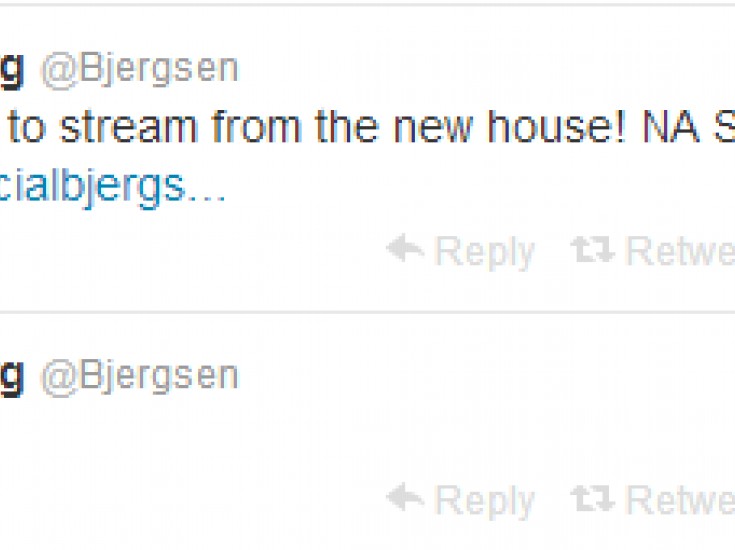 g @Bjergsen
to stream from the new house! NA S
cialbjergs...
Reply Retwe
g @Bjergsen
Reply Retwe